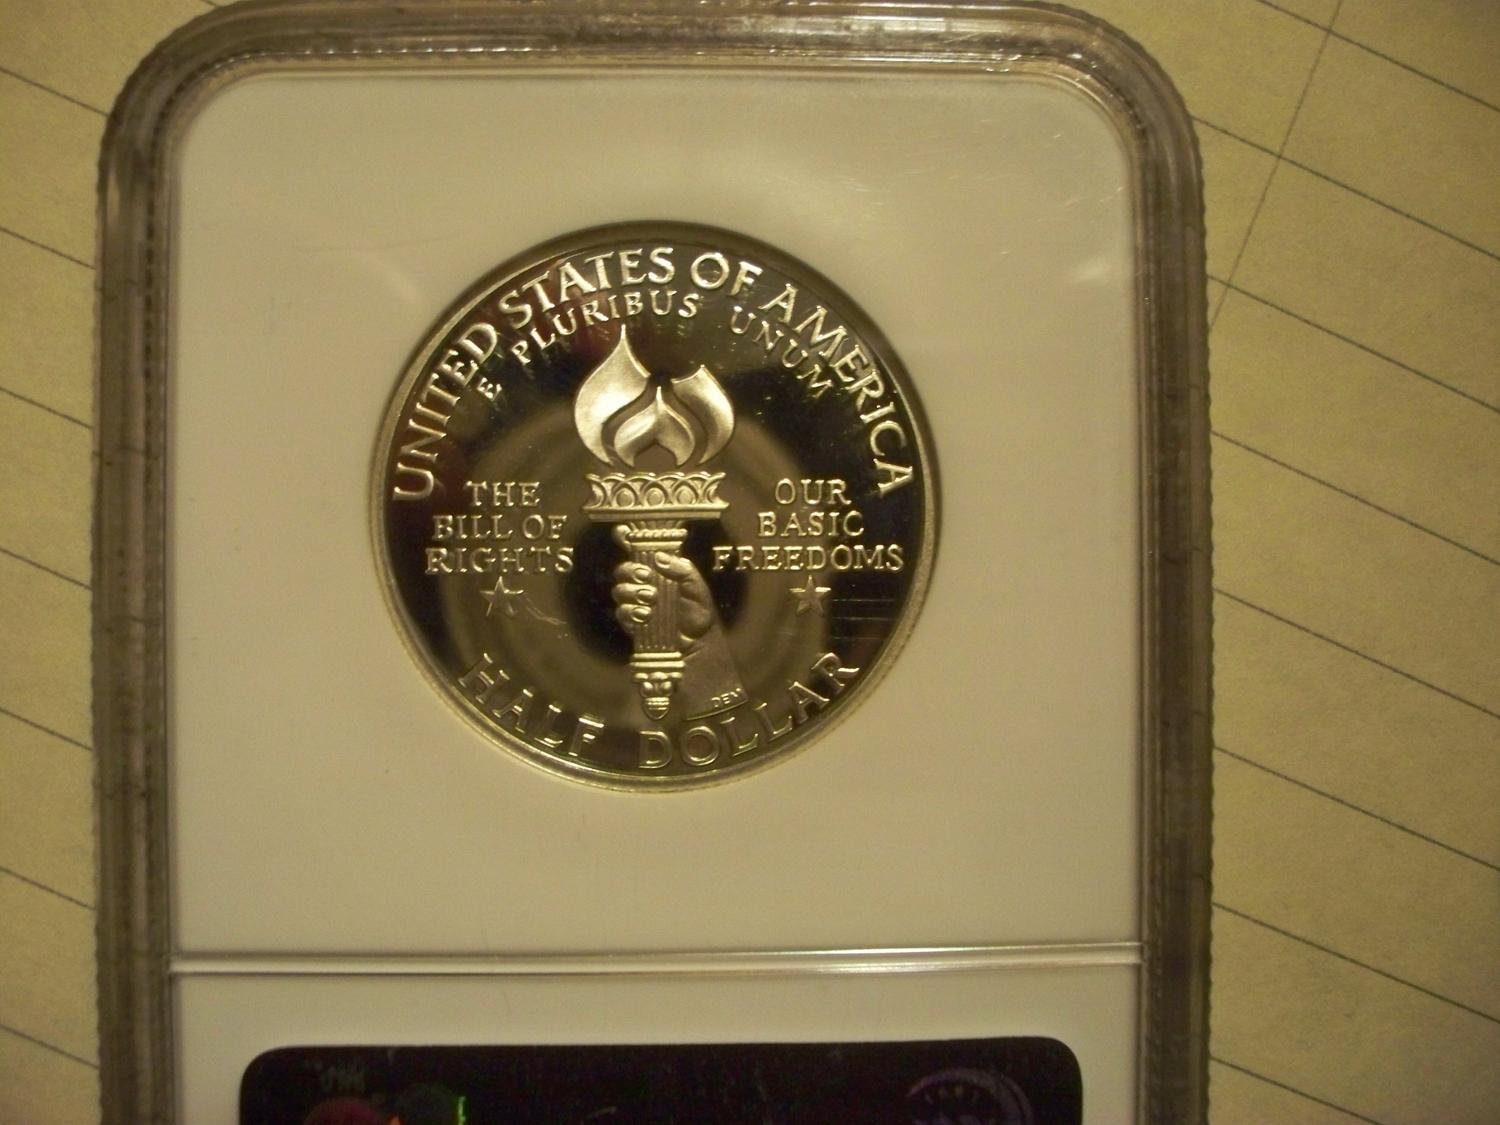 UNITED STATES OF AMERICA
E PLURIBUS UNUM
THE
BILL OF
RIGHTS
OUR
BASIC
FREEDOMS
DEV
HALF DOLLAR